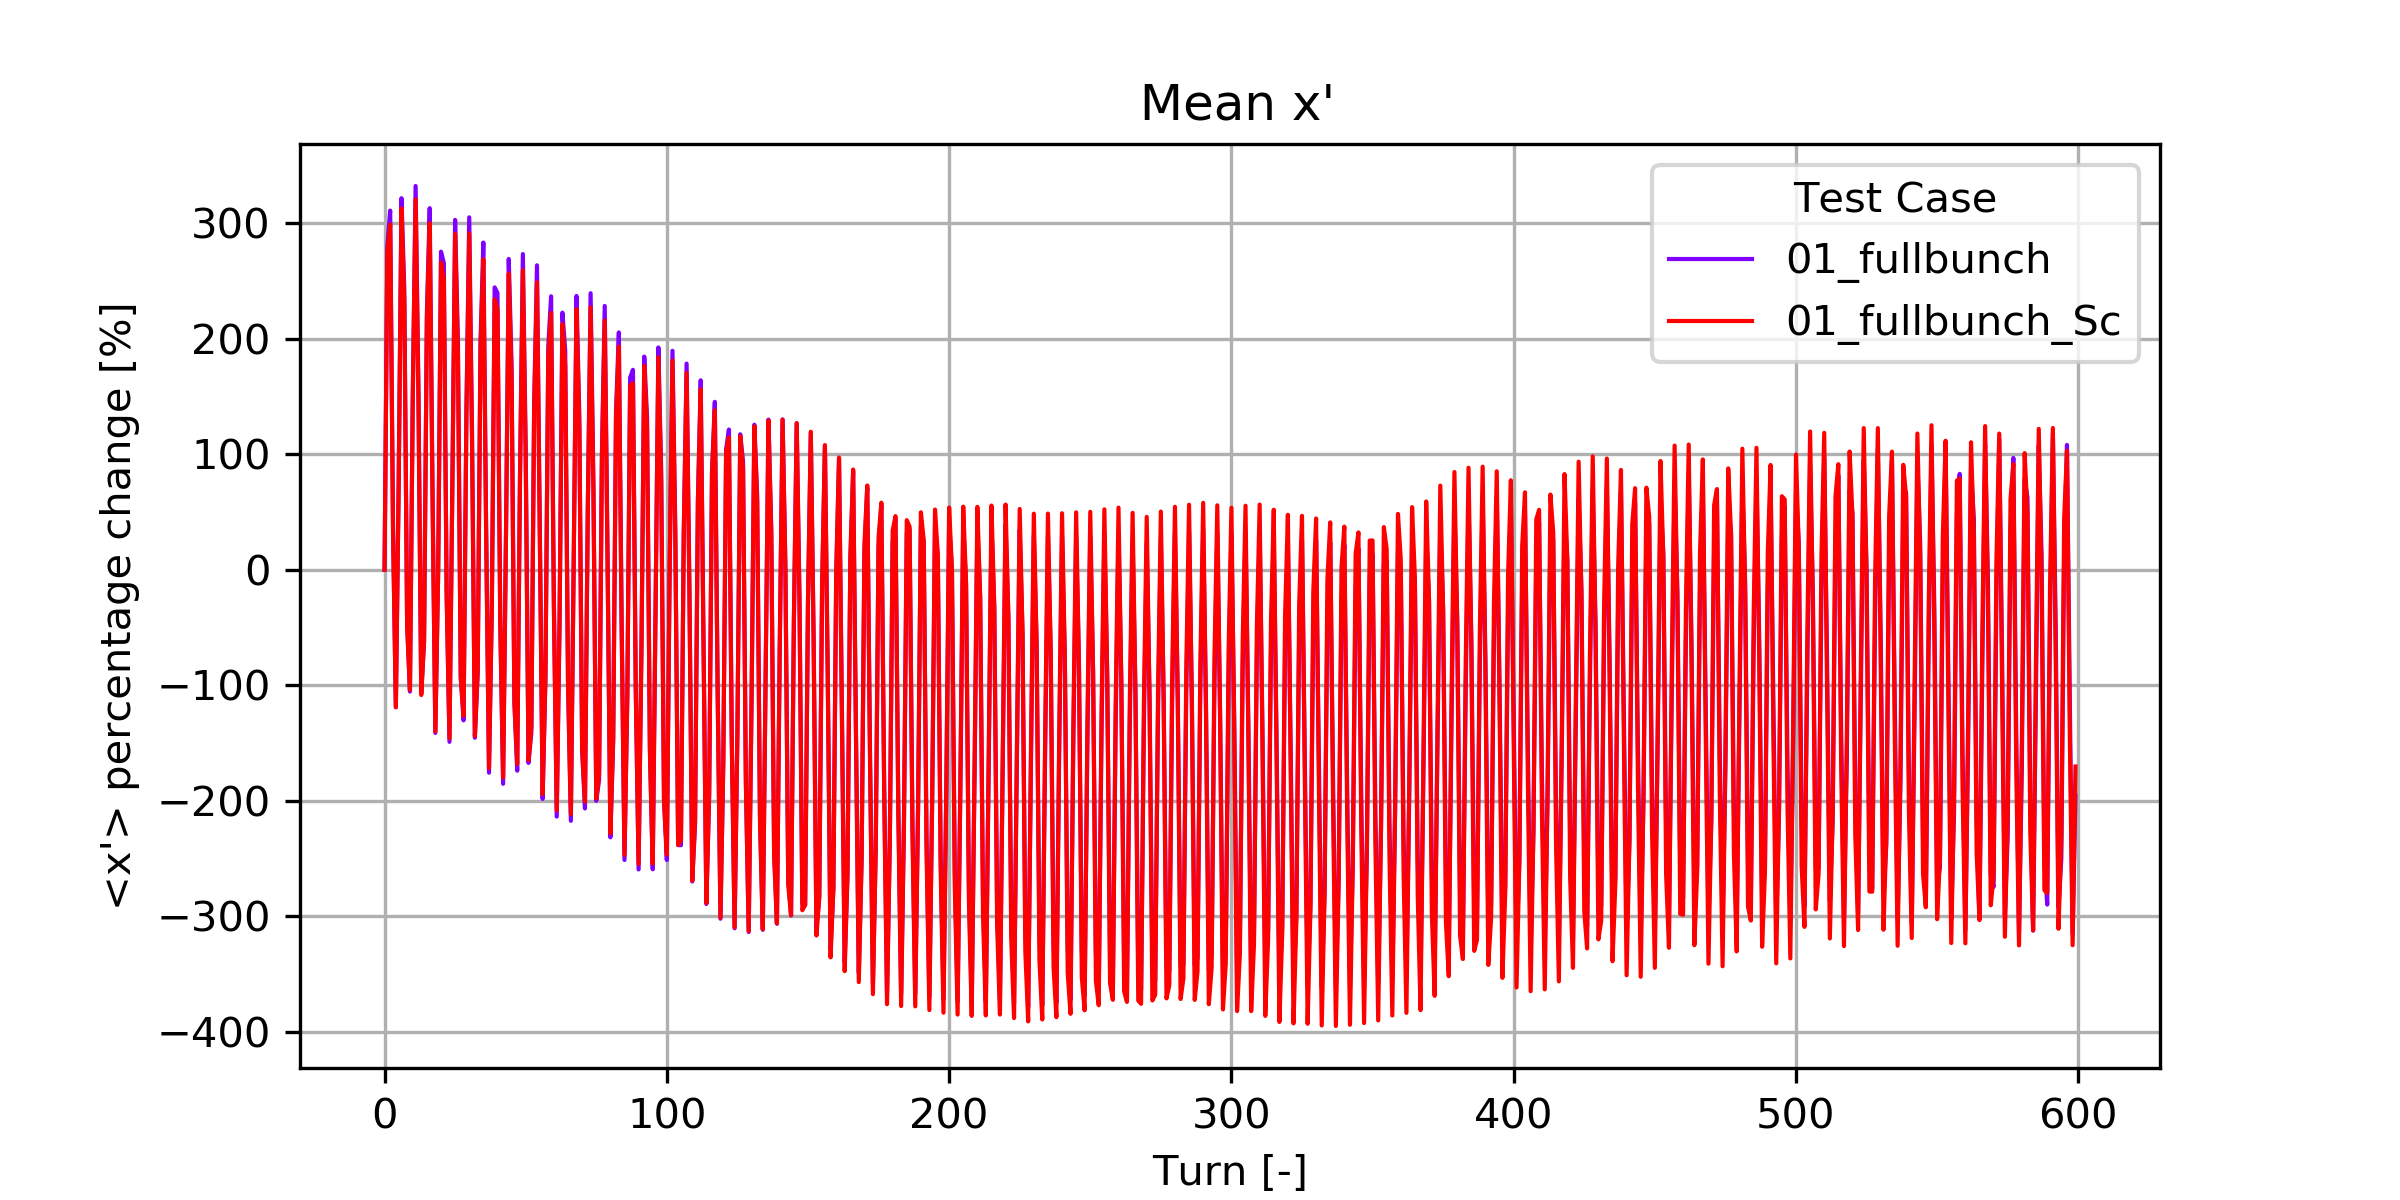 Mean x'
<x'> percentage change [%]
300
200
100
0
−100
−200
−300
−400
Test Case
01_fullbunch
01_fullbunch_Sc
0 100 200 300 400 500 600
Turn [-]